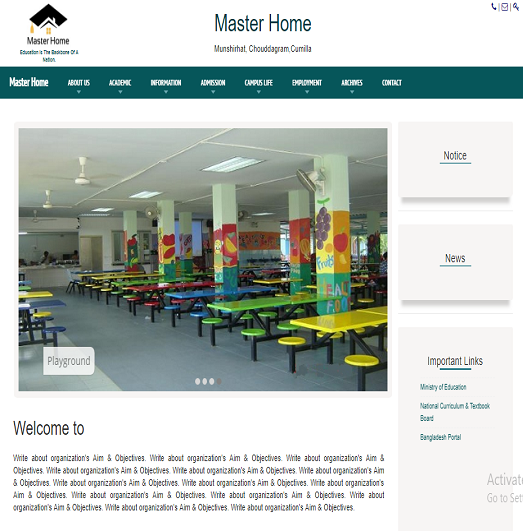 Master Home
Education Is The Backbone Of A
Nation.
Master Home
Munshirhat, Chouddagram,Cumilla
Master Home ABOUT US ACADEMIC INFORMATION ADMISSION CAMPUS LIFE EMPLOYMENT ARCHIVES CONTACT
Notice
News
Playground
Important Links
Ministry of Education
National Curriculum & Textbook
Board
Bangladesh Portal
Welcome to
Write about organization's Aim & Objectives. Write about organization's Aim & Objectives. Write about organization's Aim &
Objectives. Write about organization's Aim & Objectives. Write about organization's Aim & Objectives. Write about organization's Aim
& Objectives. Write about organization's Aim & Objectives. Write about organization's Aim & Objectives. Write about organization's
Aim & Objectives. Write about organization's Aim & Objectives. Write about organization's Aim & Objectives. Write about
organization's Aim & Objectives. Write about organization's Aim & Objectives. Write about organization's Aim & Objectives.
Activate
Go to Set